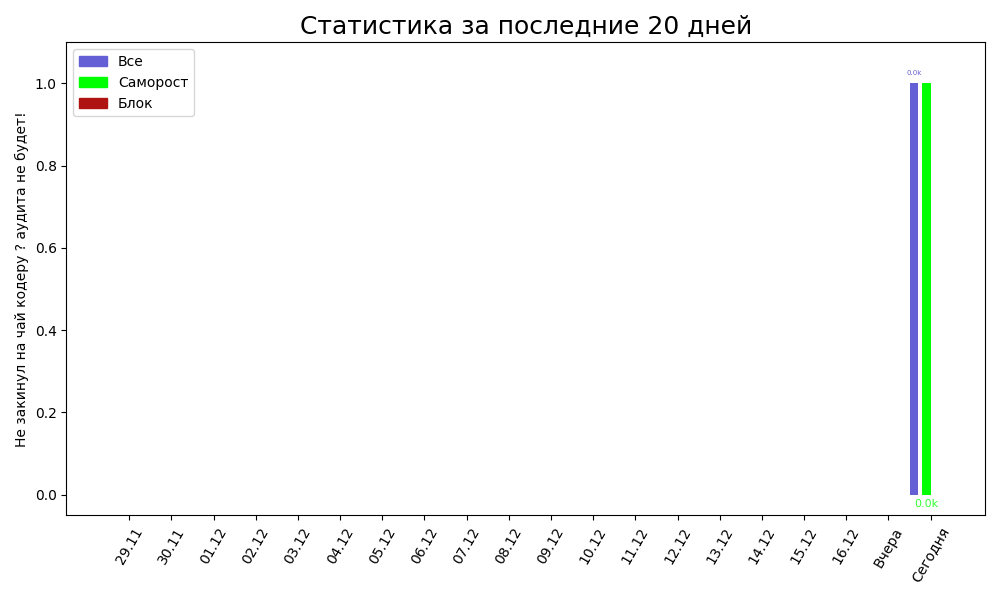 Статистика за последние 20 дней
Все
Саморост
Блок
Не закинул на чай кодеру ? аудита не будет!
1.0
0.8
0.6
0.4
0.2
0.0
0.0k
0.0k
29.11
30.11
01.12
02.12
03.12
04.12
05.12
06.12
07.12
08.12
09.12
10.12
11.12
12.12
13.12
14.12
15.12
16.12
Вчера
Сегодня